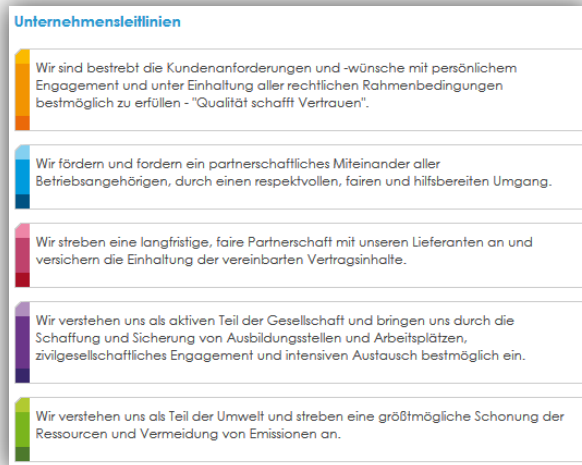 Unternehmensleitlinien
Wir sind bestrebt die Kundenanforderungen und -wünsche mit persönlichem
Engagement und unter Einhaltung aller rechtlichen Rahmenbedingungen
bestmöglich zu erfüllen - "Qualität schafft Vertrauen".
Wir fördern und fordern ein partnerschaftliches Miteinander aller
Betriebsangehörigen, durch einen respektvollen, fairen und hilfsbereiten Umgang.
Wir streben eine langfristige, faire Partnerschaft mit unseren Lieferanten an und
versichern die Einhaltung der vereinbarten Vertragsinhalte.
Wir verstehen uns als aktiven Teil der Gesellschaft und bringen uns durch die
Schaffung und Sicherung von Ausbildungsstellen und Arbeitsplätzen,
zivilgesellschaftliches Engagement und intensiven Austausch bestmöglich ein.
Wir verstehen uns als Teil der Umwelt und streben eine größtmögliche Schonung der
Ressourcen und Vermeidung von Emissionen an.